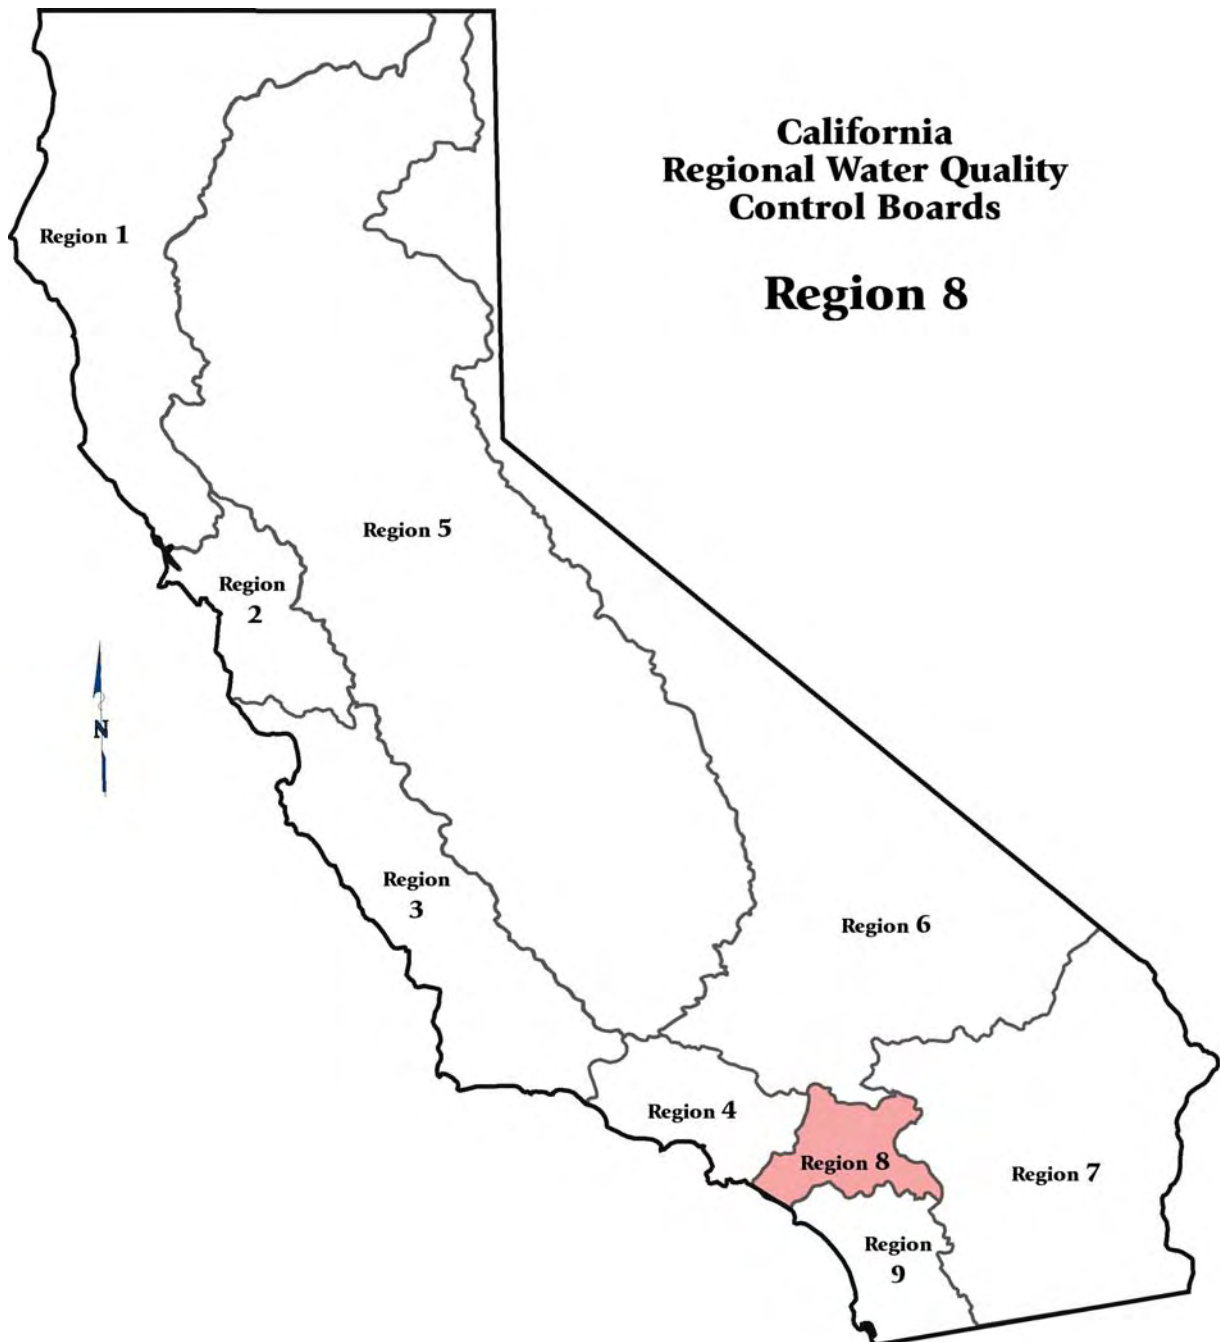 California
Regional Water Quality
Control Boards
Region 8
Region 1
Region 5
Region
2
N
Region
3
Region 6
Region 4
Region 8
Region 7
Region
9